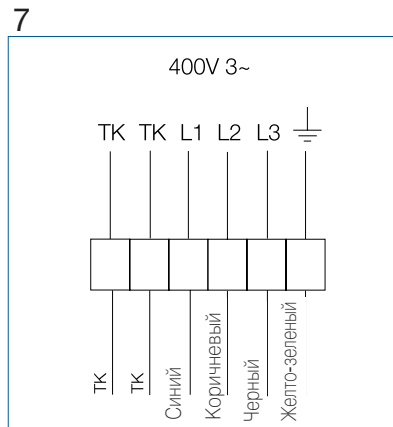 7
400V 3~
TK TK L1 L2 L3
TK
TK
Синий
Коричневый
Черный
Желто-зеленый